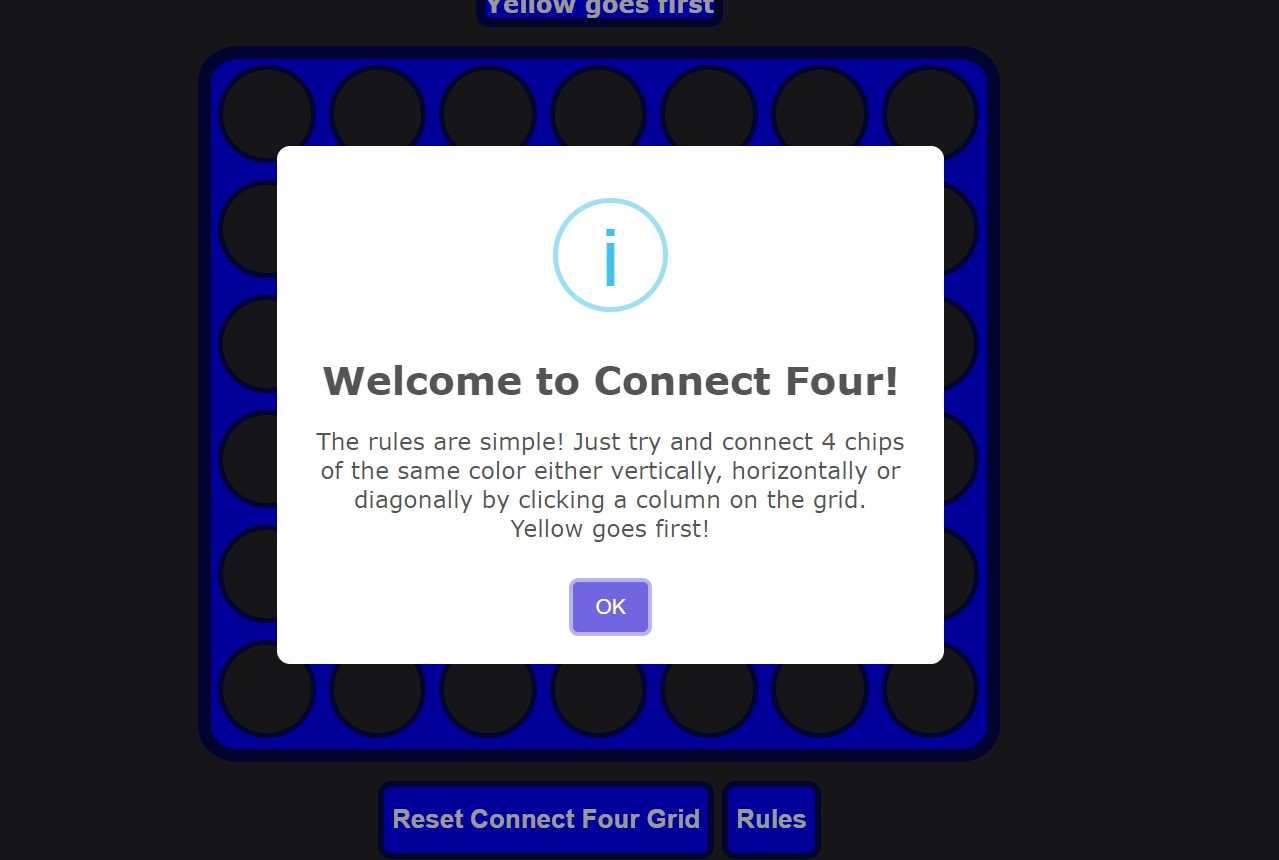 Yellow goes first
i
Welcome to Connect Four!
The rules are simple! Just try and connect 4 chips
of the same color either vertically, horizontally or
diagonally by clicking a column on the grid.
Yellow goes first!
OK
Reset Connect Four Grid
Rules